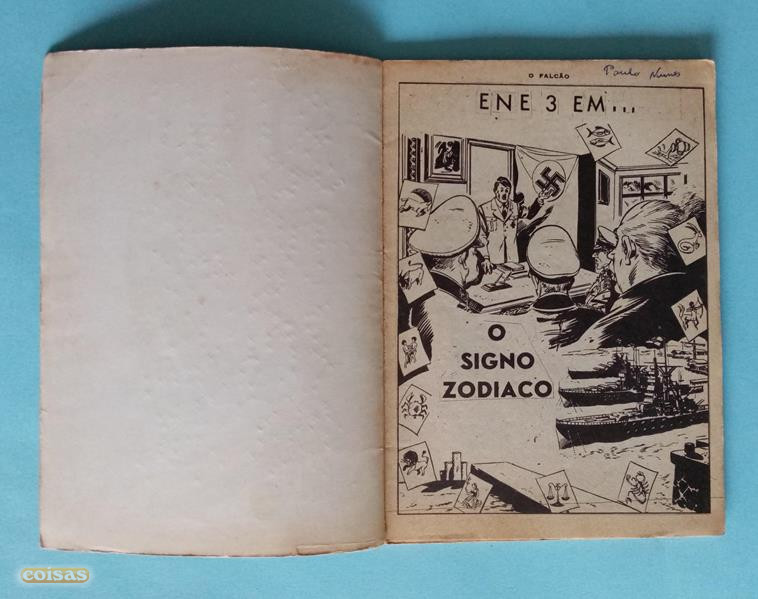 O FALCÃO
Paulo Nunes
ENE 3 EM...
O
SIGNO
ZODIACO
coisas